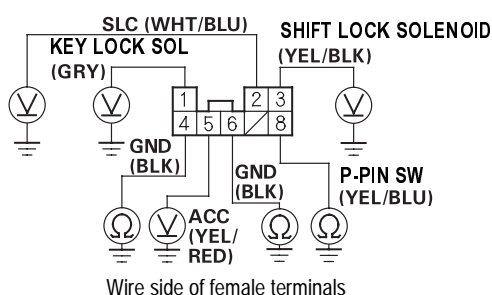 SLC (WHT/BLU)
SHIFT LOCK SOLENOID
KEY LOCK SOL
(YEL/BLK)
(GRY)
V
V
V
1
2
3
4
5
6
8
GND
(BLK)
GND
(BLK)
P-PIN SW
(YEL/BLU)
Ω
V
ACC
(YEL/
RED)
Ω
Ω
Wire side of female terminals